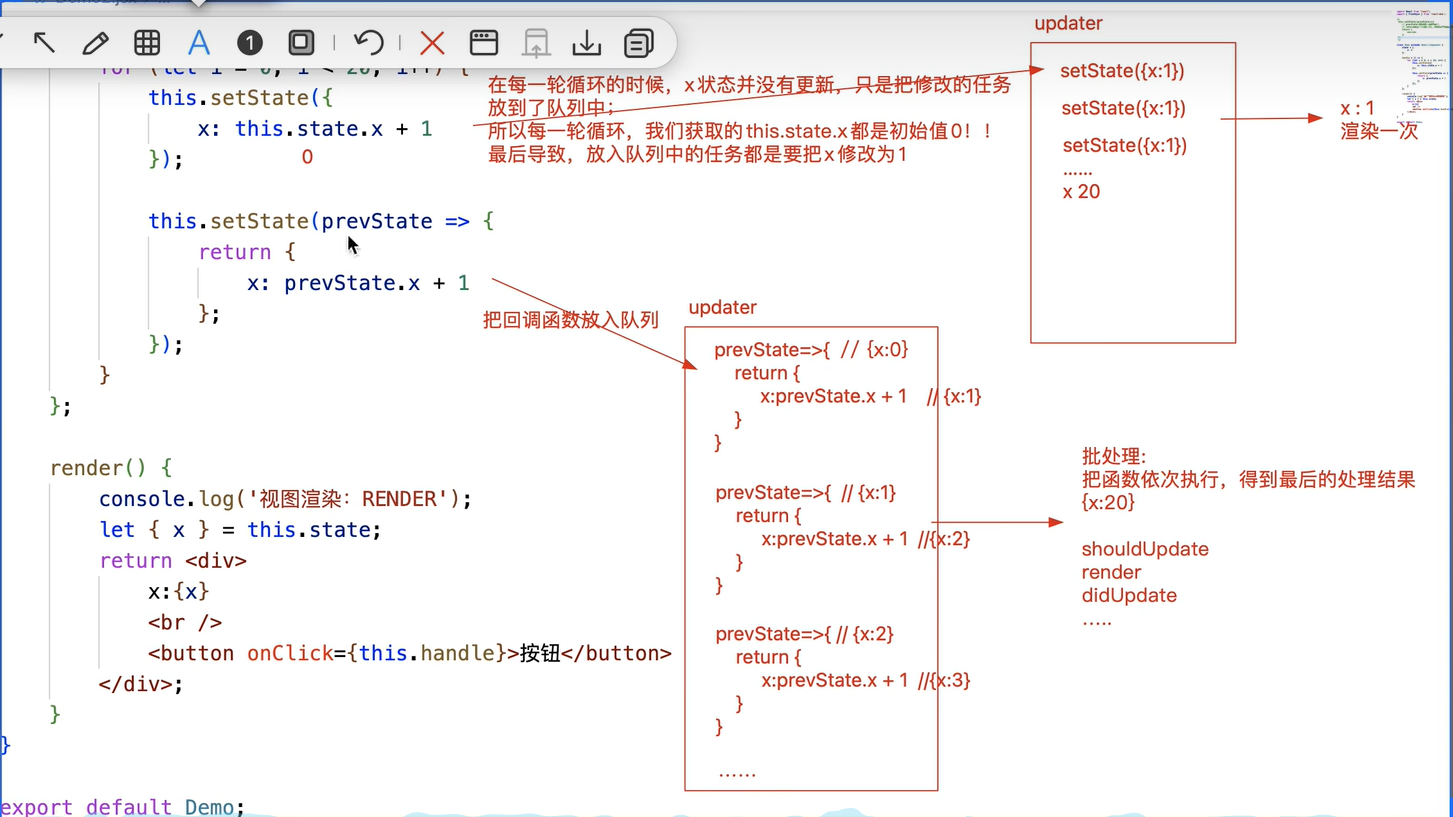 for (let i = 0; i < 20; i++) {
this.setState({
x: this.state.x + 1
});
0
this.setState(prevState => {
return {
x: prevState.x + 1
};
});
}
};
render() {
console.log('视图渲染：RENDER');
let { x } = this.state;
return <div>
x:{x}
<br />
<button onClick={this.handle}>按钮</button>
</div>;
}
}
export default Demo;
在每一轮循环的时候，x状态并没有更新，只是把修改的任务
放到了队列中；
所以每一轮循环，我们获取的this.state.x都是初始值0！！
最后导致，放入队列中的任务都是要把x修改为1
updater
setState({x:1})
setState({x:1})
setState({x:1})
......
x 20
x : 1
渲染一次
把回调函数放入队列
updater
prevState=>{ // {x:0}
return {
x:prevState.x + 1 //{x:1}
}
}
prevState=>{ //{x:1}
return {
x:prevState.x + 1 //{x:2}
}
}
prevState=>{ // {x:2}
return {
x:prevState.x + 1 //{x:3}
}
}
......
批处理:
把函数依次执行，得到最后的处理结果
{x:20}
shouldUpdate
render
didUpdate
.....
A
1